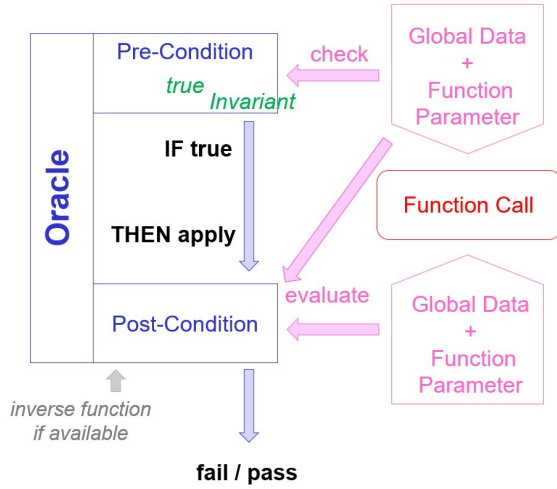 Pre-Condition
true
Invariant
check
Global Data
+
Function
Parameter
Oracle
IF true
THEN apply
Function Call
evaluate
Post-Condition
Global Data
+
Function
Parameter
inverse function
if available
fail / pass